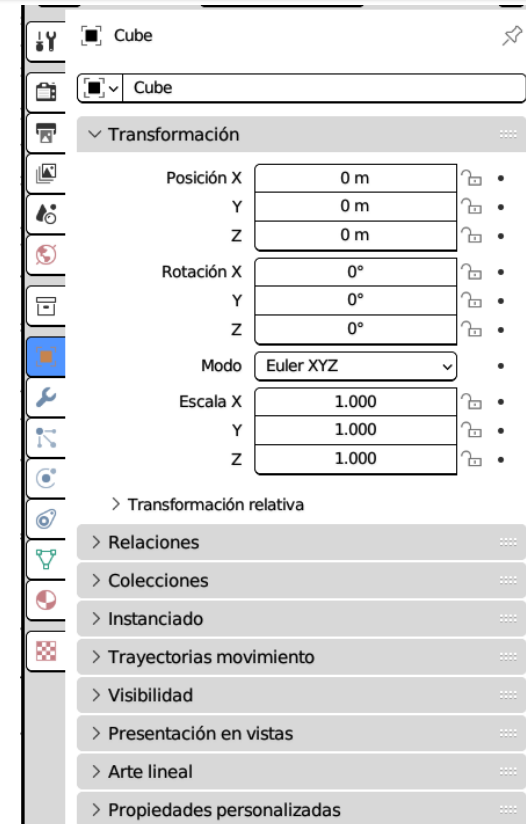 Cube
Cube
Transformación
Posición X 0 m
Y 0 m
Z 0 m
Rotación X 0°
Y 0°
Z 0°
Modo Euler XYZ
Escala X 1.000
Y 1.000
Z 1.000
Transformación relativa
Relaciones
Colecciones
Instanciado
Trayectorias movimiento
Visibilidad
Presentación en vistas
Arte lineal
Propiedades personalizadas